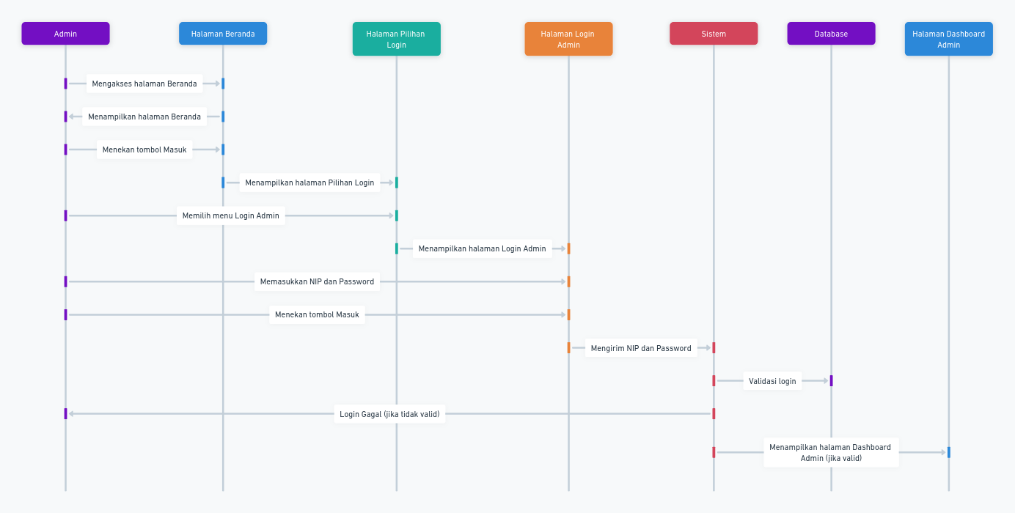 Admin
Halaman Beranda
Halaman Pilihan
Login
Halaman Login
Admin
Sistem
Database
Halaman Dashboard
Admin
Mengakses halaman Beranda
Menampilkan halaman Beranda
Menekan tombol Masuk
Menampilkan halaman Pilihan Login
Memilih menu Login Admin
Menampilkan halaman Login Admin
Memasukkan NIP dan Password
Menekan tombol Masuk
Mengirim NIP dan Password
Validasi login
Login Gagal (jika tidak valid)
Menampilkan halaman Dashboard
Admin (jika valid)